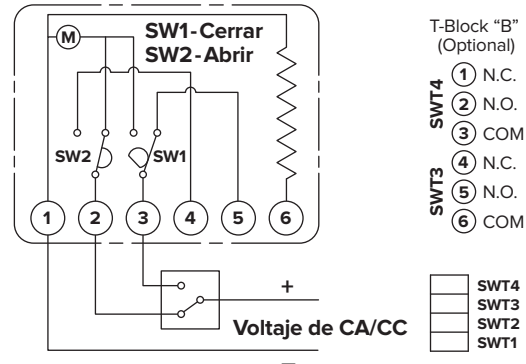 M
SW1-Cerrar
SW2-Abrir
SW2
SW1
1
2
3
4
5
6
+
Voltaje de CA/CC
–
T-Block “B”
(Optional)
SWT4
1 N.C.
2 N.O.
3 COM
SWT3
4 N.C.
5 N.O.
6 COM
SWT4
SWT3
SWT2
SWT1